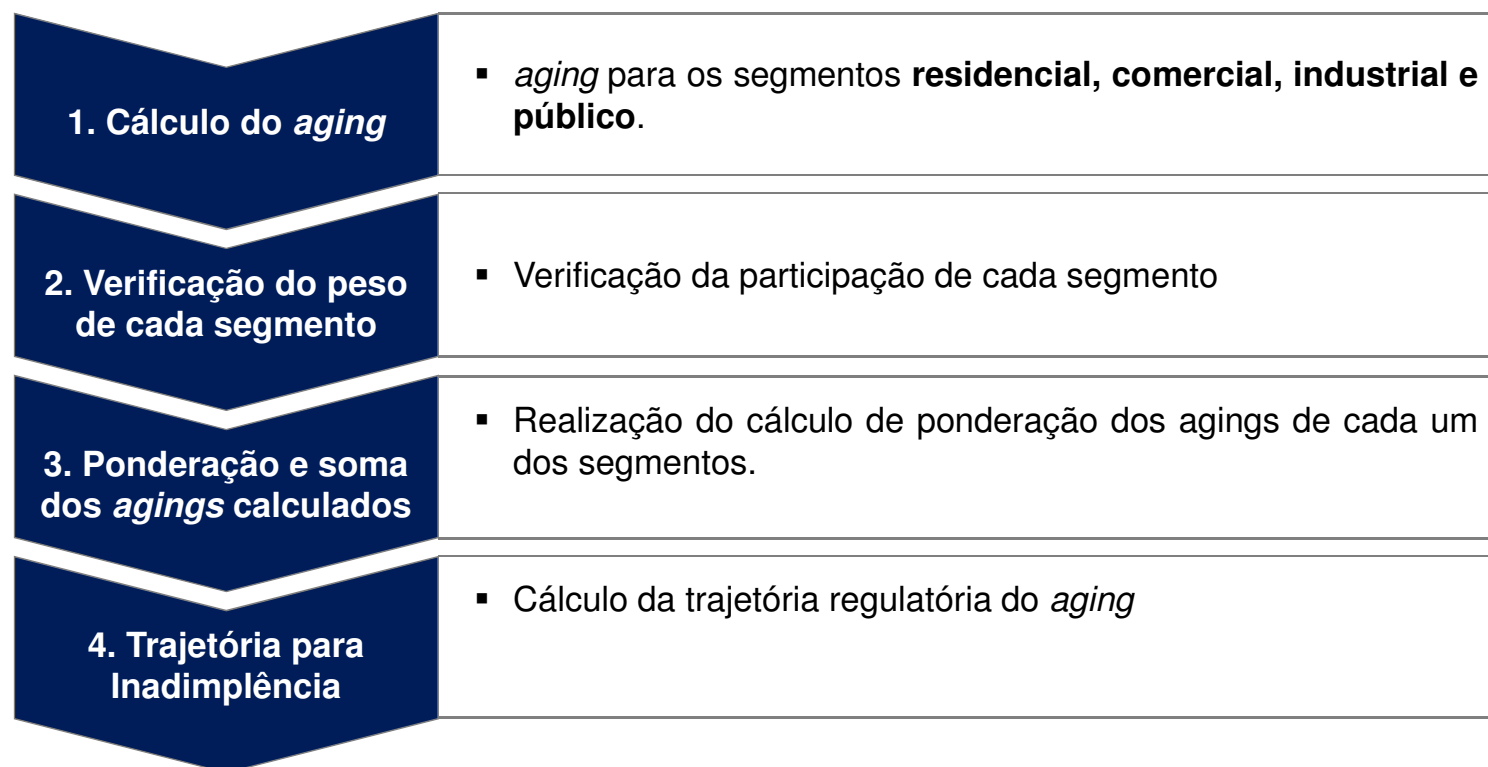 1. Cálculo do aging
▪ aging para os segmentos residencial, comercial, industrial e
público.
2. Verificação do peso
de cada segmento
▪ Verificação da participação de cada segmento
3. Ponderação e soma
dos agings calculados
▪ Realização do cálculo de ponderação dos agings de cada um
dos segmentos.
4. Trajetória para
Inadimplência
▪ Cálculo da trajetória regulatória do aging